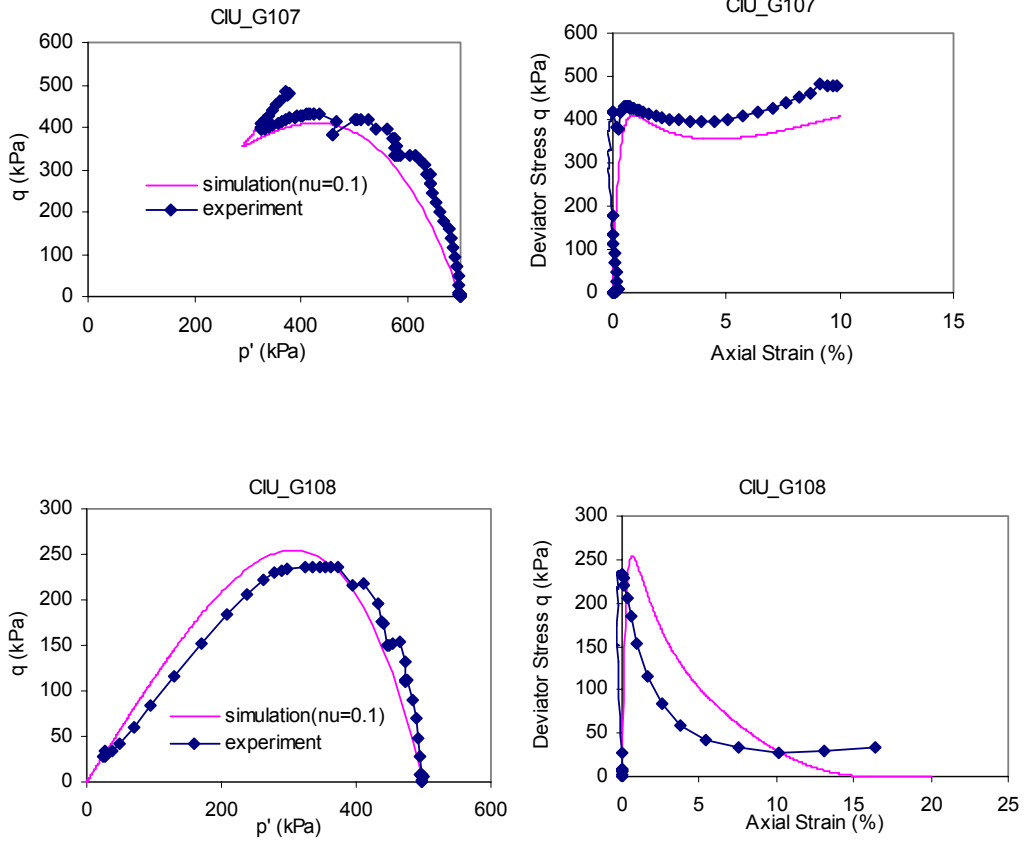 CIU_G107
600
500
400
300
200
100
0
q (kPa)
simulation(nu=0.1)
experiment
0
200
400
600
p' (kPa)
CIU_G107
600
500
400
300
200
100
0
Deviator Stress q (kPa)
0
5
10
15
Axial Strain (%)
CIU_G108
300
250
200
150
100
50
0
q (kPa)
simulation(nu=0.1)
experiment
0
200
400
600
p' (kPa)
CIU_G108
300
250
200
150
100
50
0
Deviator Stress q (kPa)
0
5
10
15
20
25
Axial Strain (%)